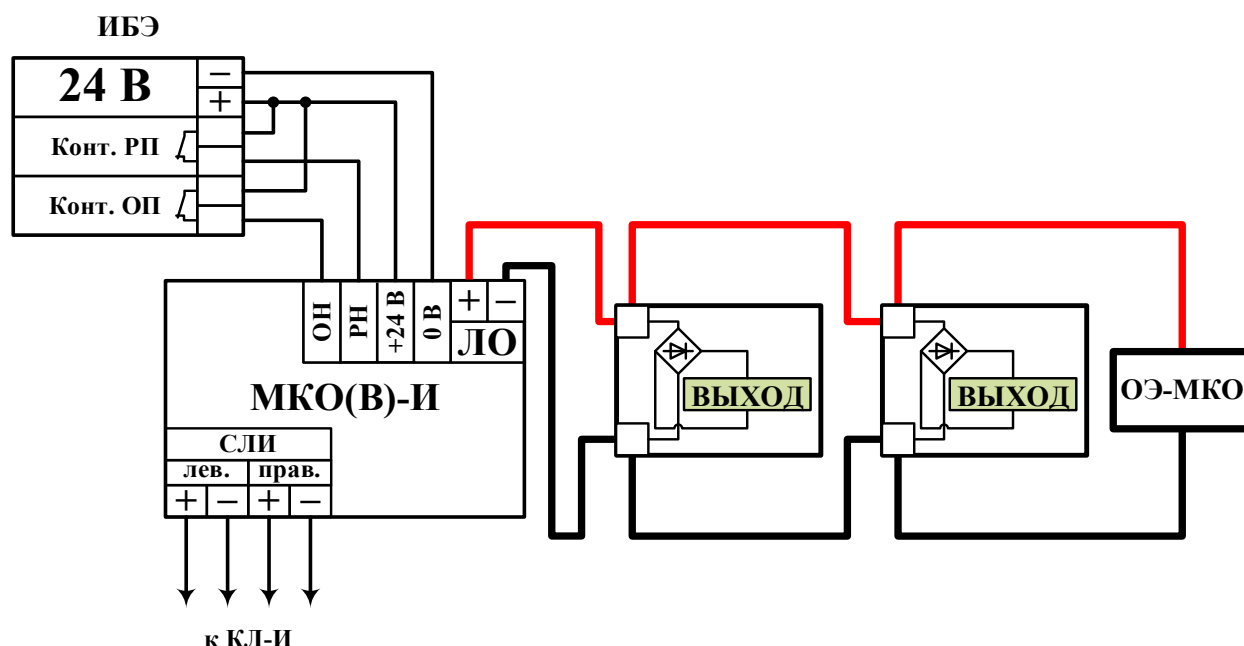 ИБЭ
24 В
−
+
Конт. РП
Конт. ОП
ОН
РН
+24 В
0 В
+
−
ЛО
МКО(В)-И
СЛИ
лев. прав.
+ − + −
к КЛ-И
ВЫХОД
ВЫХОД
ОЭ-МКО